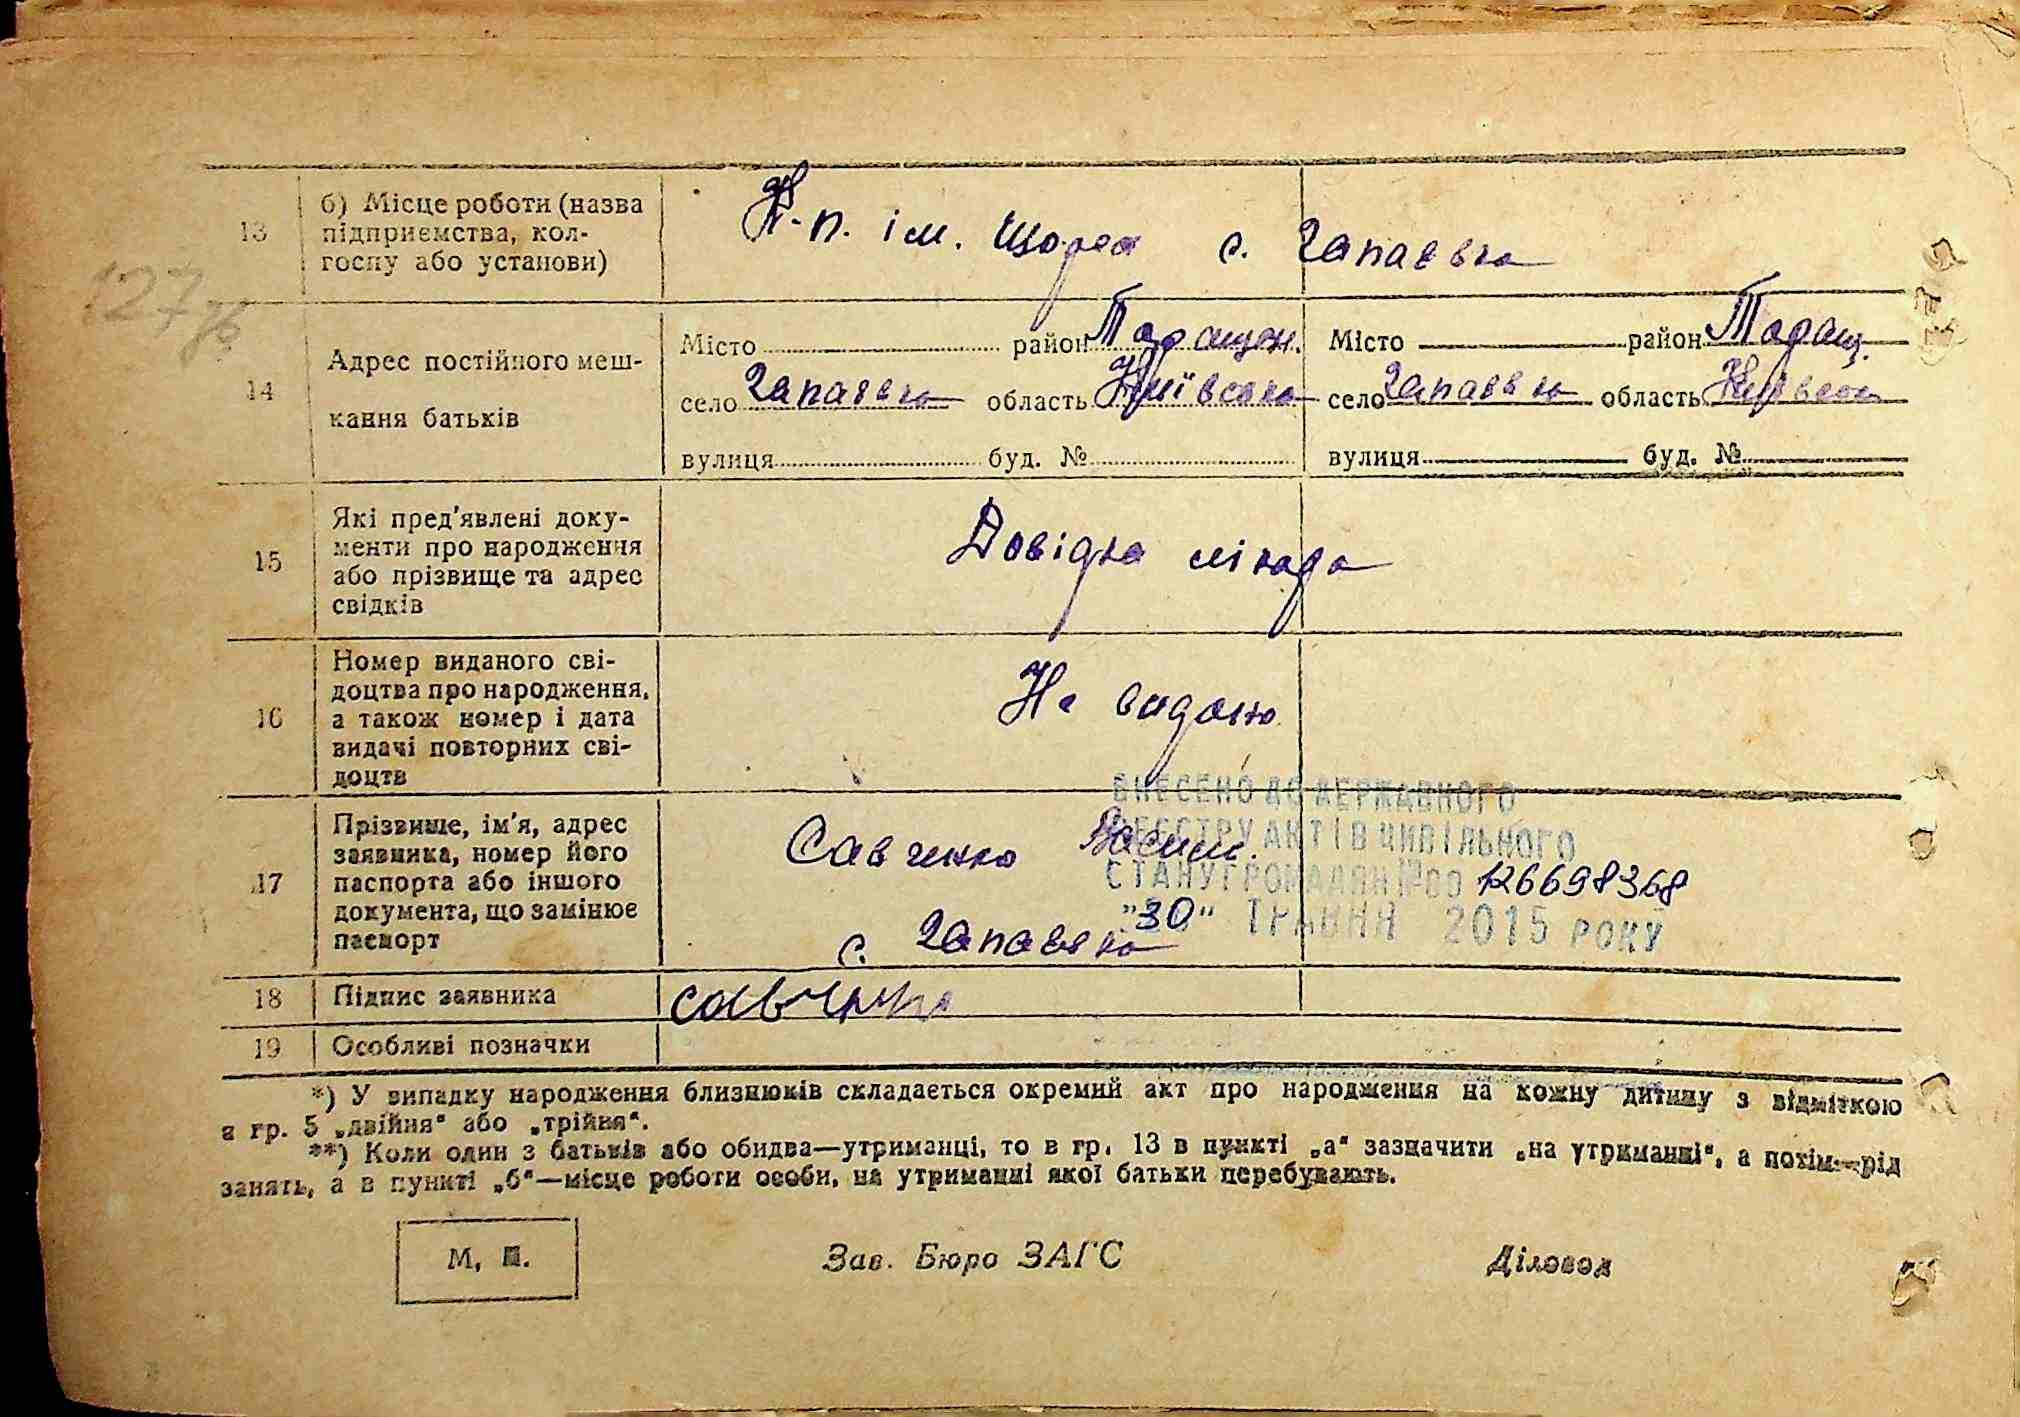 127 зв
13
б) Місце роботи (назва
підприємства, кол-
госпу або установи)
К-п. ім. Щорса с. Чапаєвка
14
Адрес постійного меш-
кання батьків
Місто район Таращан.
село Чапаєвка область Київська
вулиця буд. №
Місто район Таращ.
село Чапаєвка область Київськ
вулиця буд. №
15
Які пред'явлені доку-
менти про народження
або прізвище та адрес
свідків
Довідка лікаря
16
Номер виданого сві-
доцтва про народження,
а також номер і дата
видачі повторних сві-
доцтв
Не видано
17
Прізвище, ім'я, адрес
заявника, номер його
паспорта або іншого
документа, що замінює
паспорт
Савченко Васил.
с. Чапаєвка
ВНЕСЕНО ДО ДЕРЖАВНОГО
РЕЄСТРУ АКТІВ ЦИВІЛЬНОГО
СТАНУ ГРОМАДЯН №00126698368
"30" ТРАВНЯ 2015 РОКУ
18
Підпис заявника
Савченко
19
Особливі позначки
*) У випадку народження близнюків складається окремий акт про народження на кожну дитину з відміткою
в гр. 5 „двійня" або „трійня".
**) Коли один з батьків або обидва—утриманці, то в гр. 13 в пункті „а" зазначити „на утриманні", а потім—рід
занять, а в пункті „б"—місце роботи особи, на утриманні якої батьки перебувають.
М. П.
Зав. Бюро ЗАГС
Діловод